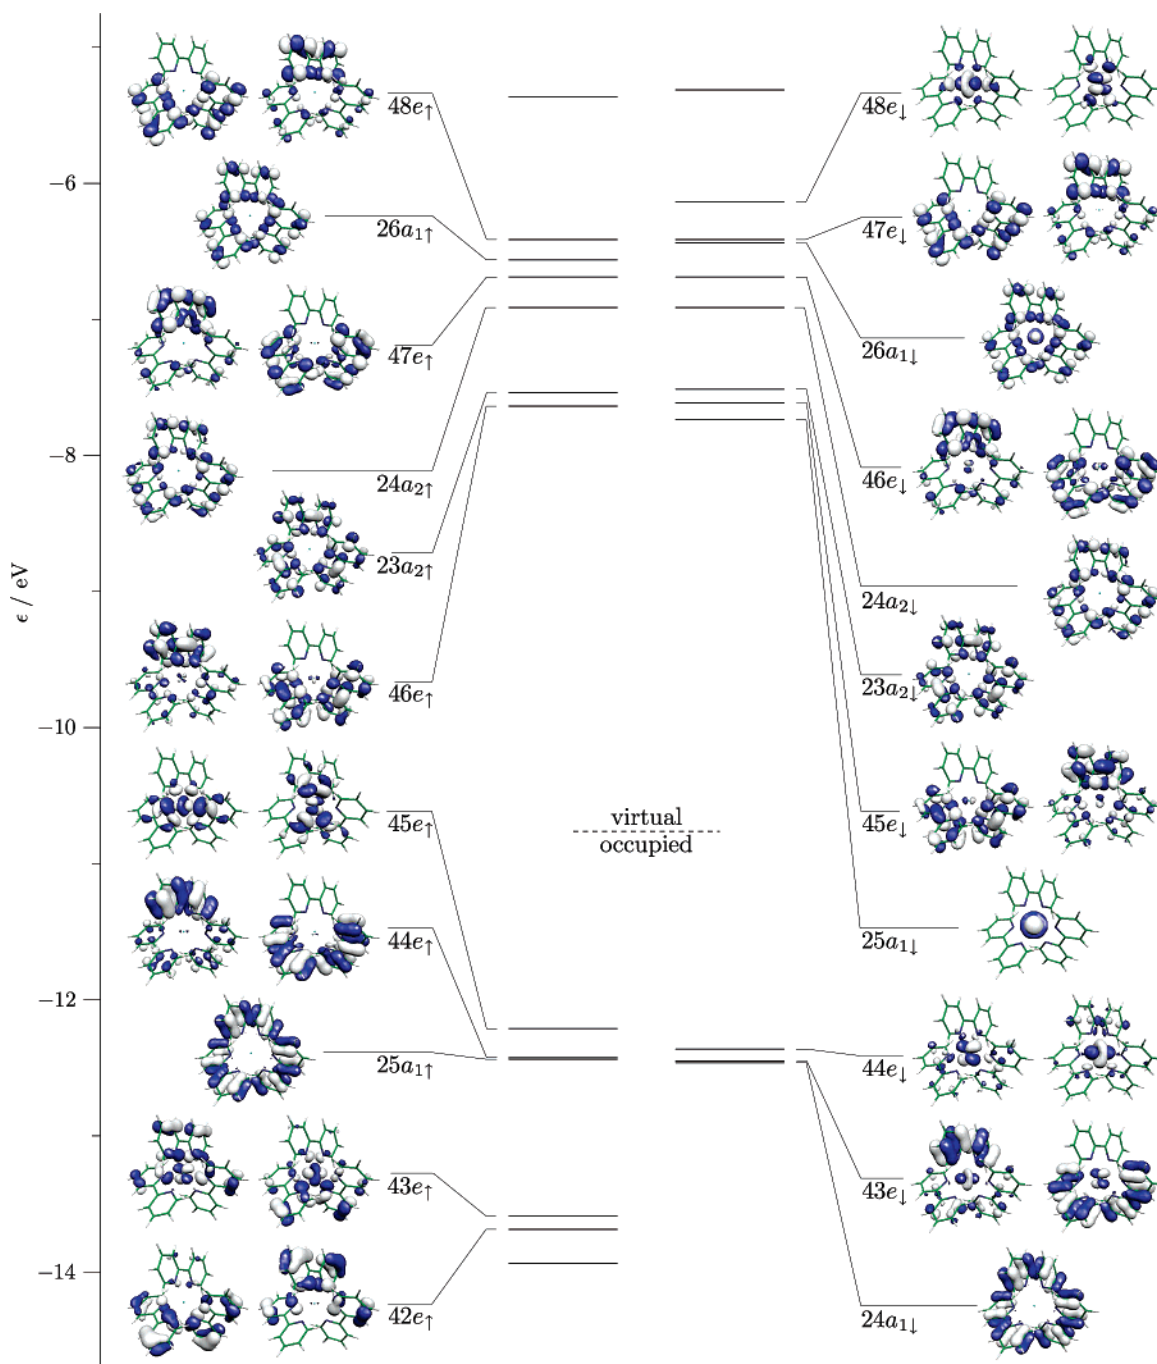 48e↑
48e↓
−6
26a₁↑
47e↓
47e↑
26a₁↓
−8
24a₂↑
46e↓
23a₂↑
ϵ / eV
24a₂↓
46e↑
23a₂↓
−10
45e↑
virtual
45e↓
occupied
44e↑
25a₁↓
−12
25a₁↑
44e↓
43e↑
43e↓
−14
42e↑
24a₁↓